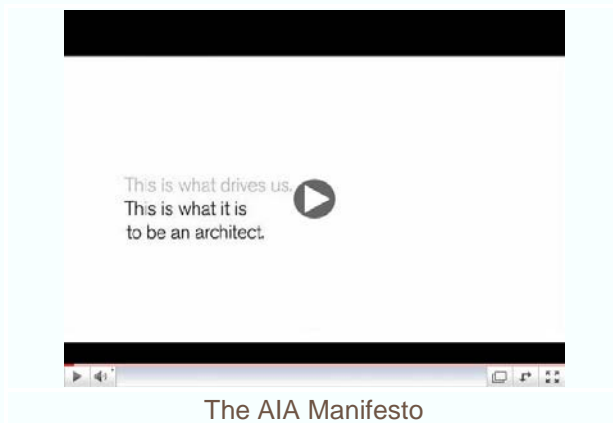 This is what drives us.
This is what it is
to be an architect.
The AIA Manifesto